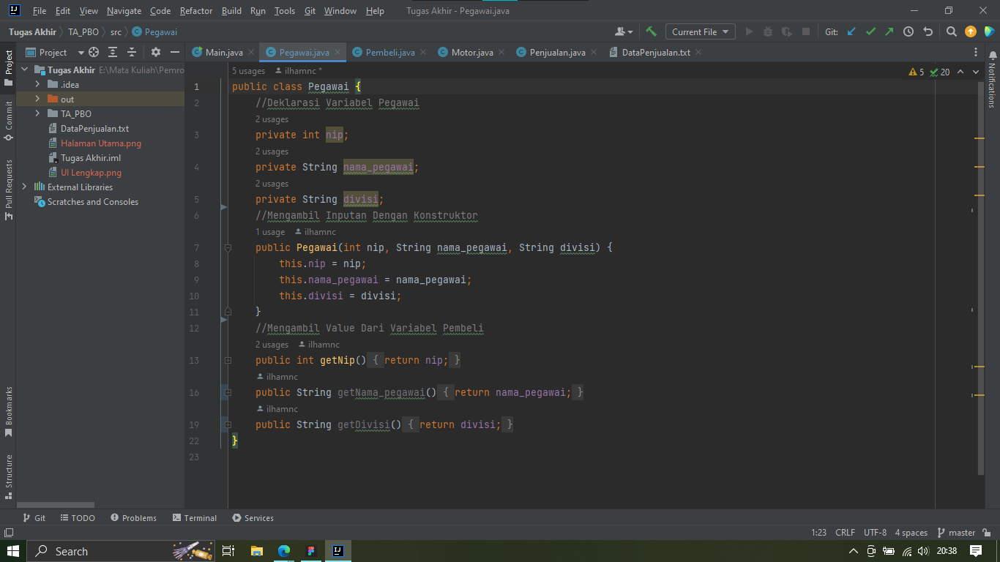 File Edit View Navigate Code Refactor Build Run Tools Git Window Help Tugas Akhir - Pegawai.java
Tugas Akhir TA_PBO src Pegawai Current File Git:
Project Main.java Pegawai.java Pembeli.java Motor.java Penjualan.java DataPenjualan.txt
Project
Commit
Pull Requests
Bookmarks
Structure
Notifications
Tugas Akhir E:\Mata Kuliah\Pemro
.idea
out
TA_PBO
DataPenjualan.txt
Halaman Utama.png
Tugas Akhir.iml
UI Lengkap.png
External Libraries
Scratches and Consoles
5 usages ilhamnc * 5 20
1 public class Pegawai {
2 //Deklarasi Variabel Pegawai
2 usages
3 private int nip;
2 usages
4 private String nama_pegawai;
2 usages
5 private String divisi;
6 //Mengambil Inputan Dengan Konstruktor
1 usage ilhamnc
7 public Pegawai(int nip, String nama_pegawai, String divisi) {
8 this.nip = nip;
9 this.nama_pegawai = nama_pegawai;
10 this.divisi = divisi;
11 }
12 //Mengambil Value Dari Variabel Pembeli
2 usages ilhamnc
13 public int getNip() { return nip; }
ilhamnc
16 public String getNama_pegawai() { return nama_pegawai; }
ilhamnc
19 public String getDivisi() { return divisi; }
22 }
23
Git TODO Problems Terminal Services
1:23 CRLF UTF-8 4 spaces master
Search 20:38